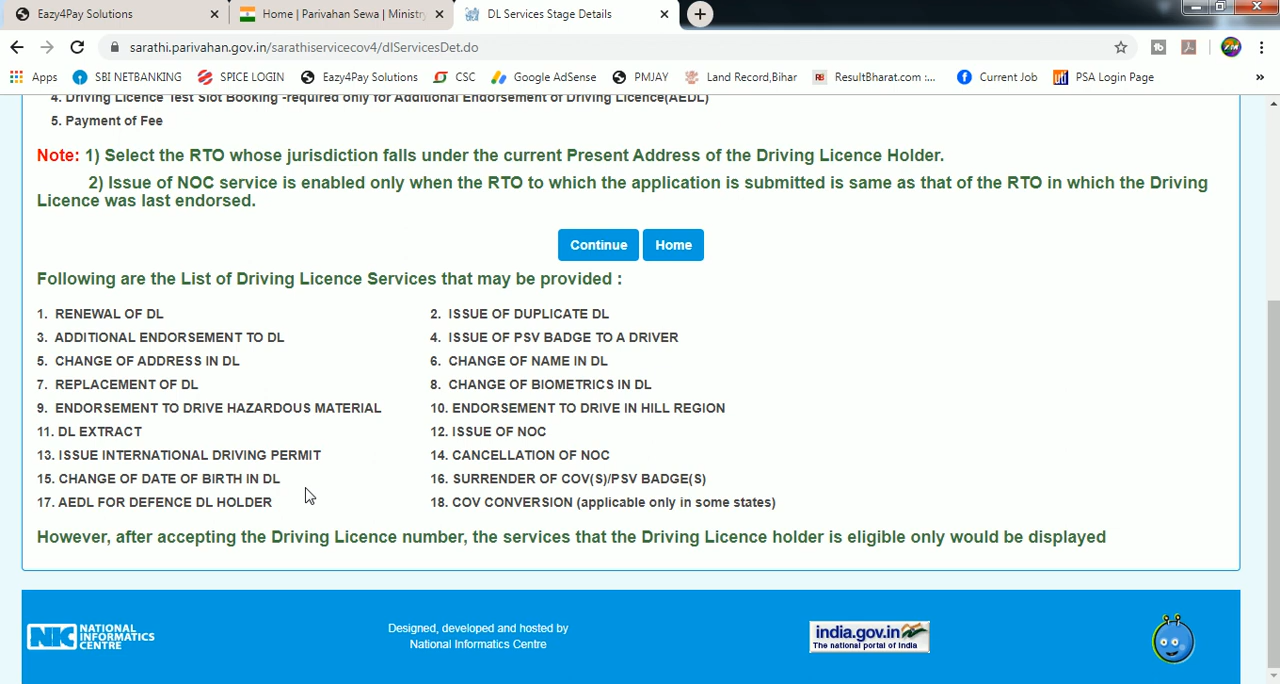 Eazy4Pay Solutions
Home | Parivahan Sewa | Ministry
DL Services Stage Details
sarathi.parivahan.gov.in/sarathiservicecov4/dlServicesDet.do
Apps SBI NETBANKING SPICE LOGIN Eazy4Pay Solutions CSC Google AdSense PMJAY Land Record,Bihar ResultBharat.com :... Current Job PSA Login Page »
4. Driving Licence Test Slot Booking -required only for Additional Endorsement of Driving Licence(AEDL)
5. Payment of Fee
Note: 1) Select the RTO whose jurisdiction falls under the current Present Address of the Driving Licence Holder.
2) Issue of NOC service is enabled only when the RTO to which the application is submitted is same as that of the RTO in which the Driving
Licence was last endorsed.
Continue Home
Following are the List of Driving Licence Services that may be provided :
1. RENEWAL OF DL 2. ISSUE OF DUPLICATE DL
3. ADDITIONAL ENDORSEMENT TO DL 4. ISSUE OF PSV BADGE TO A DRIVER
5. CHANGE OF ADDRESS IN DL 6. CHANGE OF NAME IN DL
7. REPLACEMENT OF DL 8. CHANGE OF BIOMETRICS IN DL
9. ENDORSEMENT TO DRIVE HAZARDOUS MATERIAL 10. ENDORSEMENT TO DRIVE IN HILL REGION
11. DL EXTRACT 12. ISSUE OF NOC
13. ISSUE INTERNATIONAL DRIVING PERMIT 14. CANCELLATION OF NOC
15. CHANGE OF DATE OF BIRTH IN DL 16. SURRENDER OF COV(S)/PSV BADGE(S)
17. AEDL FOR DEFENCE DL HOLDER 18. COV CONVERSION (applicable only in some states)
However, after accepting the Driving Licence number, the services that the Driving Licence holder is eligible only would be displayed
NIC NATIONAL
INFORMATICS
CENTRE
Designed, developed and hosted by
National Informatics Centre
india.gov.in
The national portal of India